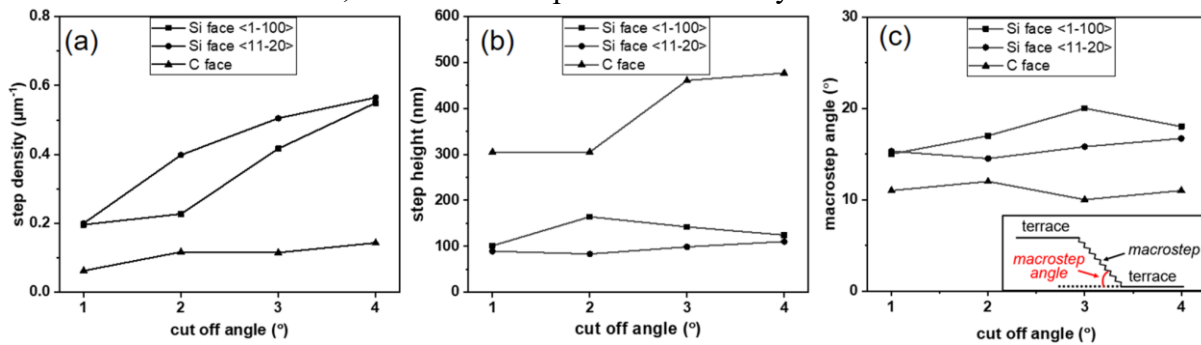 (a)
Si face <1-100>
Si face <11-20>
C face
step density (µm⁻¹)
0.8
0.6
0.4
0.2
0.0
1 2 3 4
cut off angle (°)
(b)
Si face <1-100>
Si face <11-20>
C face
step height (nm)
600
500
400
300
200
100
0
1 2 3 4
cut off angle (°)
(c)
Si face <1-100>
Si face <11-20>
C face
macrostep angle (°)
30
20
10
0
1 2 3 4
cut off angle (°)
terrace
macrostep
macrostep
angle
terrace